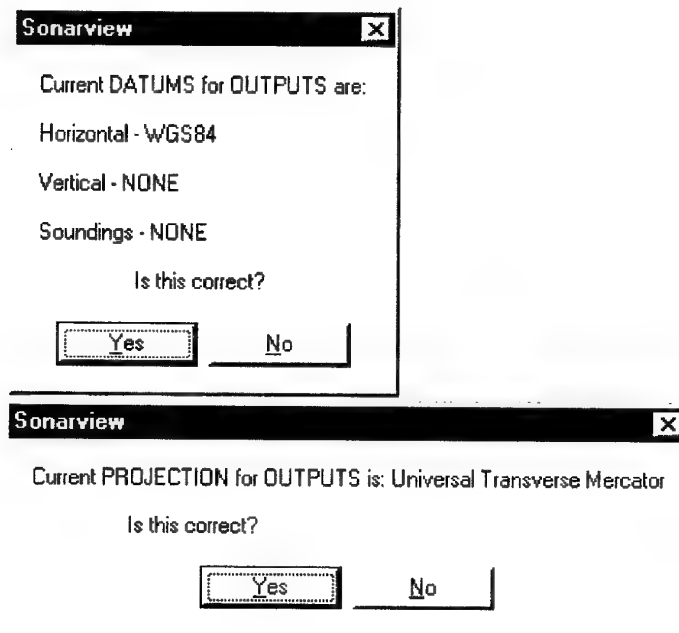 Sonarview
Current DATUMS for OUTPUTS are:
Horizontal - WGS84
Vertical - NONE
Soundings - NONE
Is this correct?
Yes No
Sonarview
Current PROJECTION for OUTPUTS is: Universal Transverse Mercator
Is this correct?
Yes No